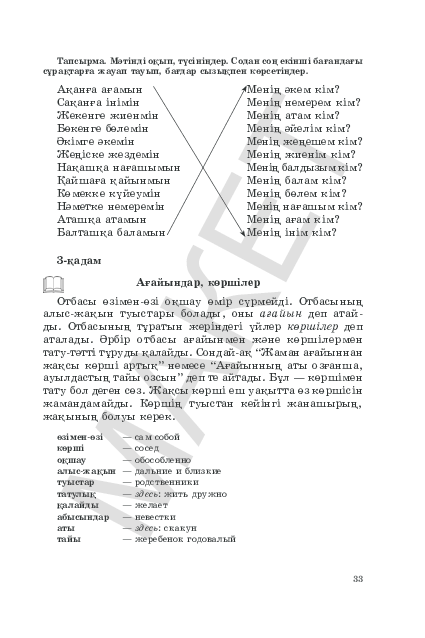 Тапсырма. Мәтінді оқып, түсініңдер. Содан соң екінші бағандағы
сұрақтарға жауап тауып, бағдар сызықпен көрсетіңдер.
Ақанға ағамын
Сақанға інімін
Жекенге жиенмін
Бөкенге бөлемін
Әкімге әкемін
Жеңіске жездемін
Нақашқа нағашымын
Қайшаға қайынмын
Көмекке күйеумін
Нәметке немеремін
Аташқа атамын
Балташқа баламын
Менің әкем кім?
Менің немерем кім?
Менің атам кім?
Менің әйелім кім?
Менің жеңешем кім?
Менің жиенім кім?
Менің балдызым кім?
Менің балам кім?
Менің бөлем кім?
Менің нағашым кім?
Менің ағам кім?
Менің інім кім?
3-қадам
Ағайындар, көршілер
Отбасы өзімен-өзі оқшау өмір сүрмейді. Отбасының
алыс-жақын туыстары болады, оны ағайын деп атай-
ды. Отбасының тұратын жеріндегі үйлер көршілер деп
аталады. Әрбір отбасы ағайынмен және көршілермен
тату-тәтті тұруды қалайды. Сондай-ақ “Жаман ағайыннан
жақсы көрші артық” немесе “Ағайынның аты озғанша,
ауылдастың тайы озсын” деп те айтады. Бұл — көршімен
тату бол деген сөз. Жақсы көрші еш уақытта өз көршісін
жамандамайды. Көршің туыстан кейінгі жанашырың,
жақының болуы керек.
өзімен-өзі — сам собой
көрші — сосед
оқшау — обособленно
алыс-жақын — дальние и близкие
туыстар — родственники
татулық — здесь: жить дружно
қалайды — желает
абысындар — невестки
аты — здесь: скакун
тайы — жеребенок годовалый
33
МАКЕТ